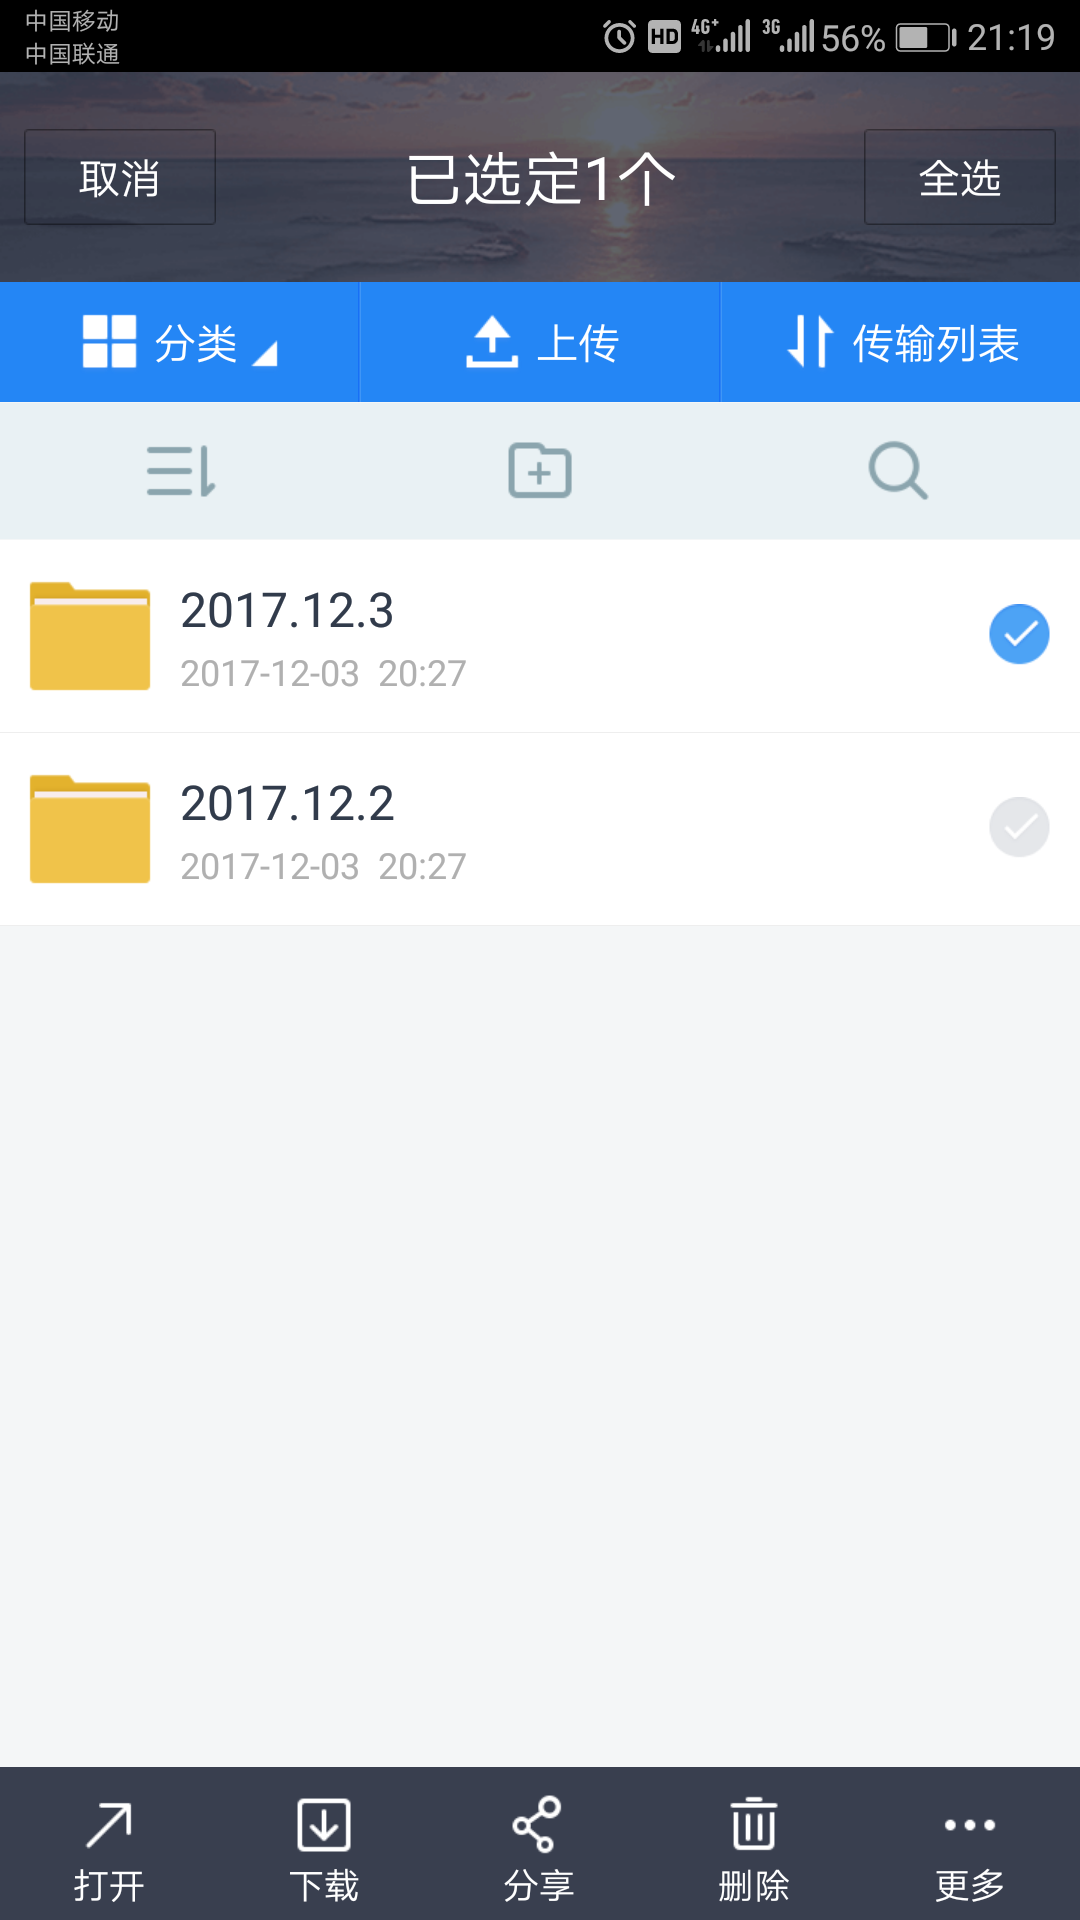 中国移动
中国联通
HD 4G+ 3G 56% 21:19
取消
已选定1个
全选
分类
上传
传输列表
2017.12.3
2017-12-03 20:27
2017.12.2
2017-12-03 20:27
打开
下载
分享
删除
更多